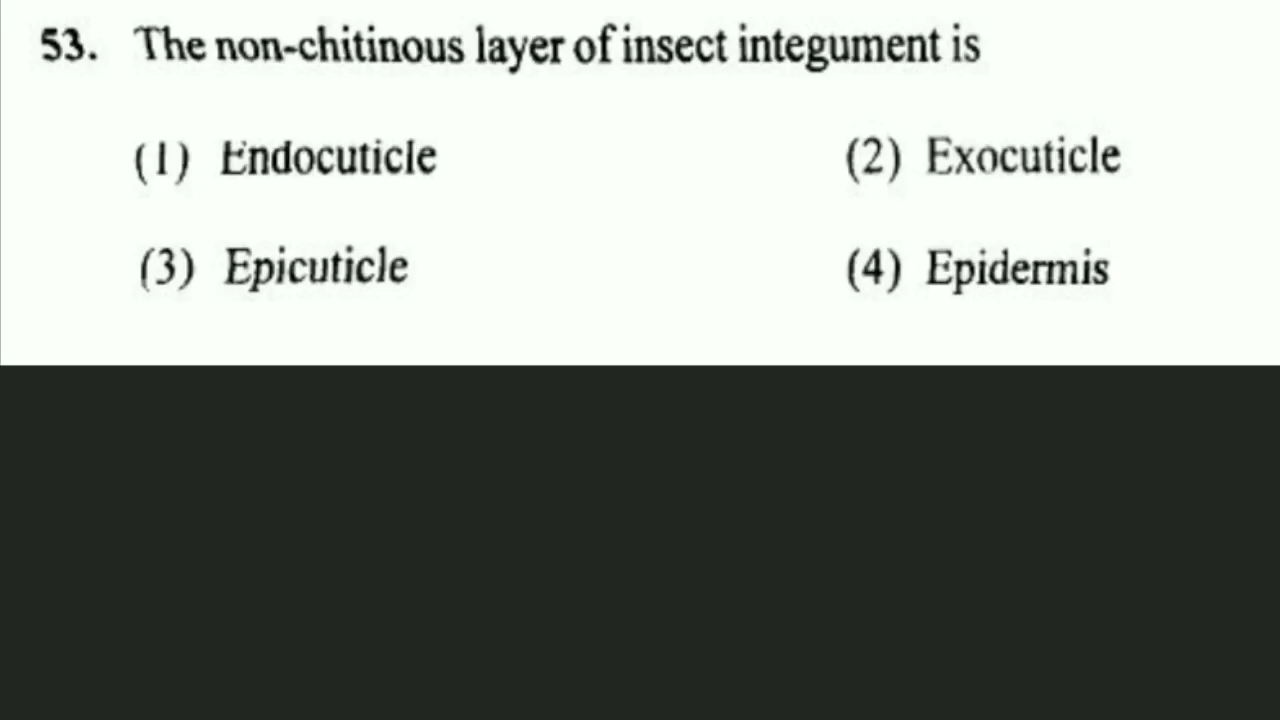 53. The non-chitinous layer of insect integument is
(1) Endocuticle (2) Exocuticle
(3) Epicuticle (4) Epidermis